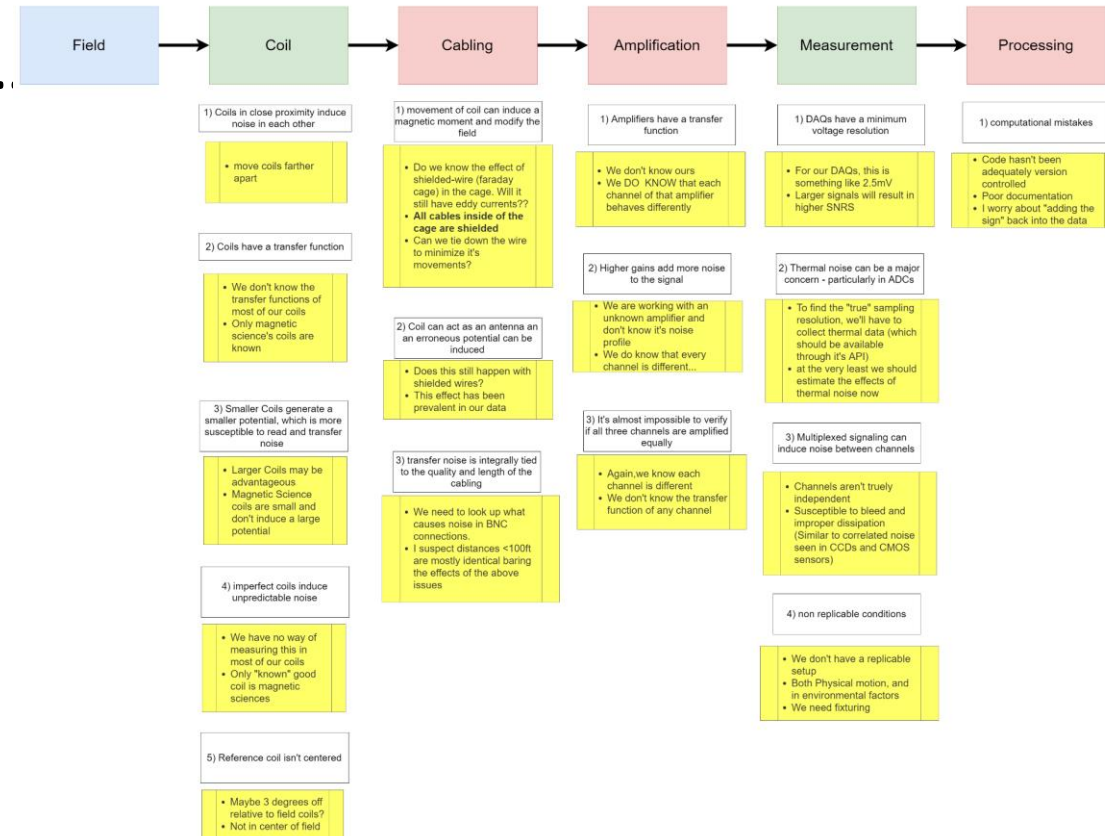 Field
Coil
Cabling
Amplification
Measurement
Processing
1) Coils in close proximity induce
noise in each other
• move coils farther
apart
2) Coils have a transfer function
• We don't know the
transfer functions of
most of our coils
• Only magnetic
science's coils are
known
3) Smaller Coils generate a
smaller potential, which is more
susceptible to read and transfer
noise
• Larger Coils may be
advantageous
• Magnetic Science
coils are small and
don't induce a large
potential
4) imperfect coils induce
unpredictable noise
• We have no way of
measuring this in
most of our coils
• Only "known" good
coil is magnetic
sciences
5) Reference coil isn't centered
• Maybe 3 degrees off
relative to field coils?
• Not in center of field
1) movement of coil can induce a
magnetic moment and modify the
field
• Do we know the effect of
shielded-wire (faraday
cage) in the cage. Will it
still have eddy currents??
• All cables inside of the
cage are shielded
• Can we tie down the wire
to minimize it's
movements?
2) Coil can act as an antenna an
an erroneous potential can be
induced
• Does this still happen with
shielded wires?
• This effect has been
prevalent in our data
3) transfer noise is integrally tied
to the quality and length of the
cabling
• We need to look up what
causes noise in BNC
connections.
• I suspect distances <100ft
are mostly identical baring
the effects of the above
issues
1) Amplifiers have a transfer
function
• We don't know ours
• We DO KNOW that each
channel of that amplifier
behaves differently
2) Higher gains add more noise
to the signal
• We are working with an
unknown amplifier and
don't know it's noise
profile
• We do know that every
channel is different...
3) It's almost impossible to verify
if all three channels are amplified
equally
• Again,we know each
channel is different
• We don't know the transfer
function of any channel
1) DAQs have a minimum
voltage resolution
• For our DAQs, this is
something like 2.5mV
• Larger signals will result in
higher SNRS
2) Thermal noise can be a major
concern - particularly in ADCs
• To find the "true" sampling
resolution, we'll have to
collect thermal data (which
should be available
through it's API)
• at the very least we should
estimate the effects of
thermal noise now
3) Multiplexed signaling can
induce noise between channels
• Channels aren't truely
independent
• Susceptible to bleed and
improper dissipation
(Similar to correlated noise
seen in CCDs and CMOS
sensors)
4) non replicable conditions
• We don't have a replicable
setup
• Both Physical motion, and
in environmental factors
• We need fixturing
1) computational mistakes
• Code hasn't been
adequately version
controlled
• Poor documentation
• I worry about "adding the
sign" back into the data